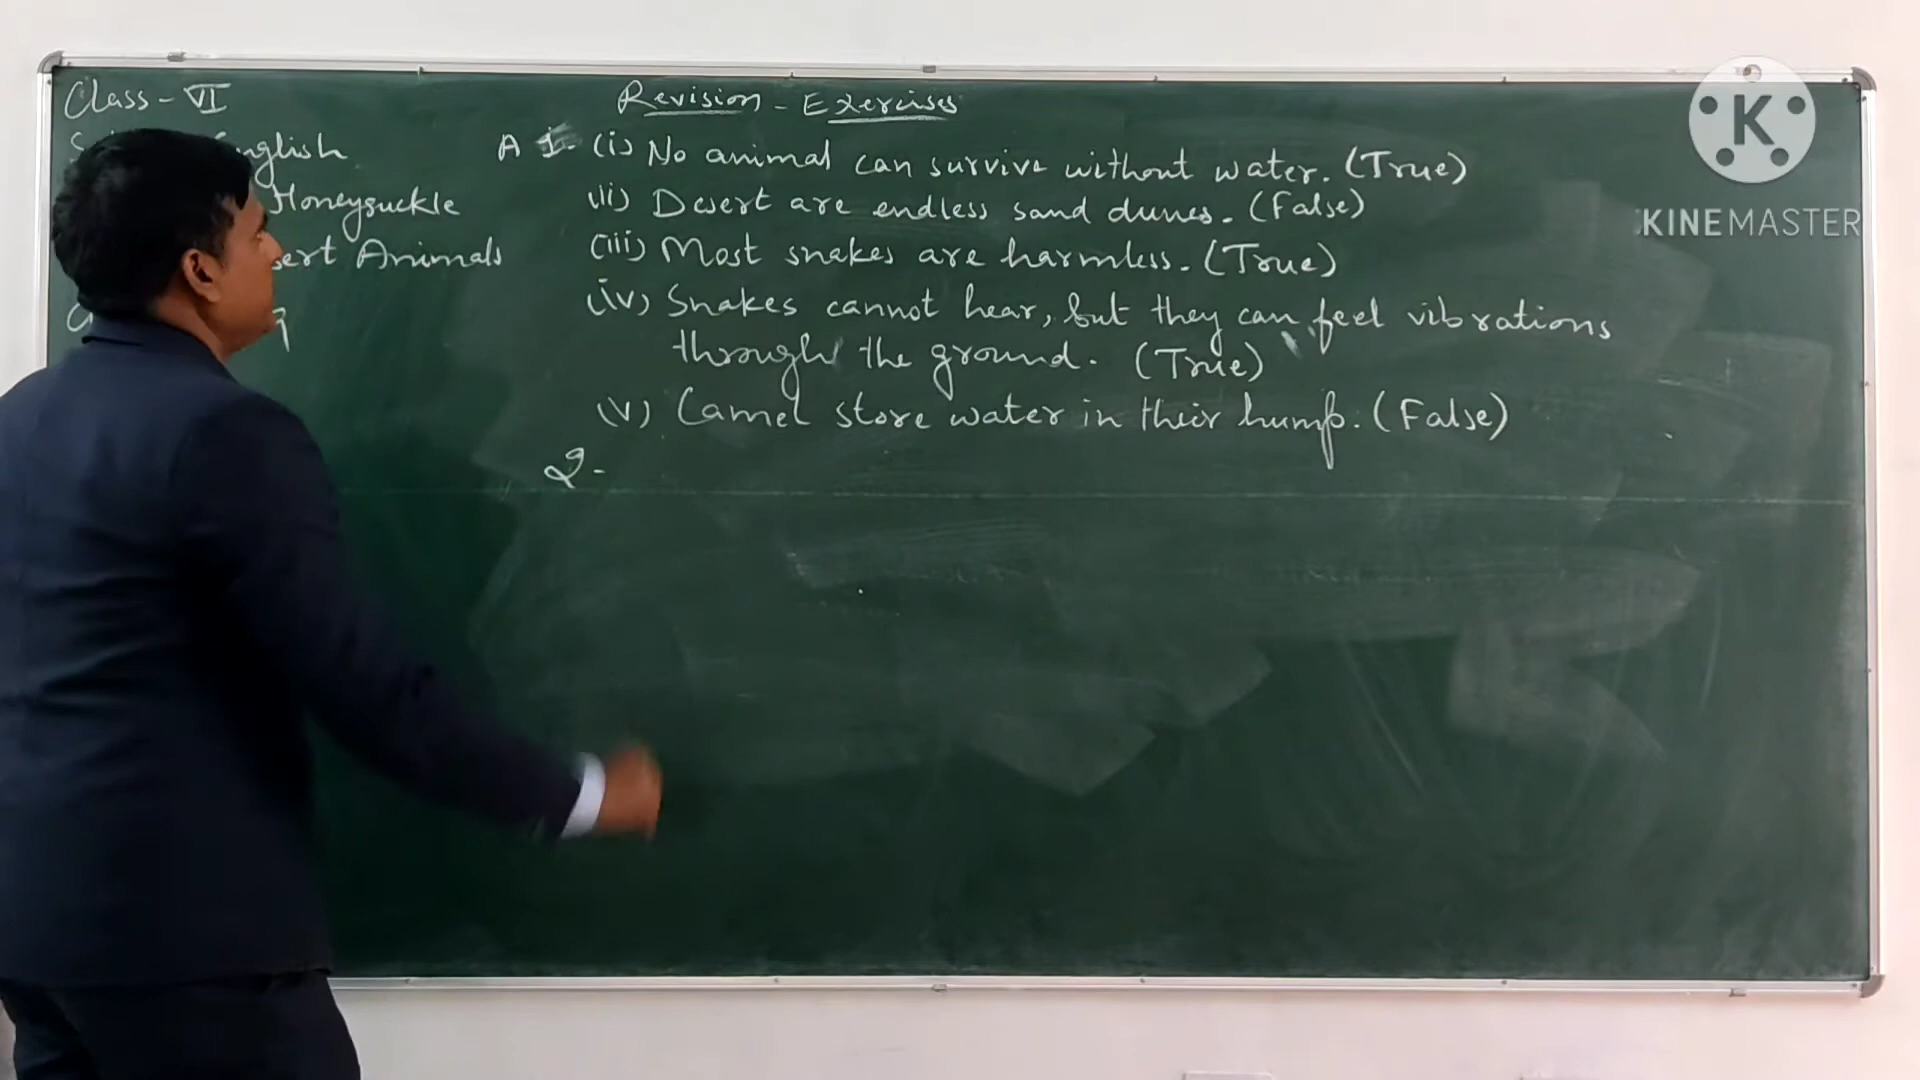 Class - VI
English
Honeysuckle
Animals
Revision - Exercises
A 1. (i) No animal can survive without water. (True)
(ii) Desert are endless sand dunes. (False)
(iii) Most snakes are harmless. (True)
(iv) Snakes cannot hear, but they can feel vibrations
through the ground. (True)
(v) Camel store water in their hump. (False)
2-
K
KINEMASTER